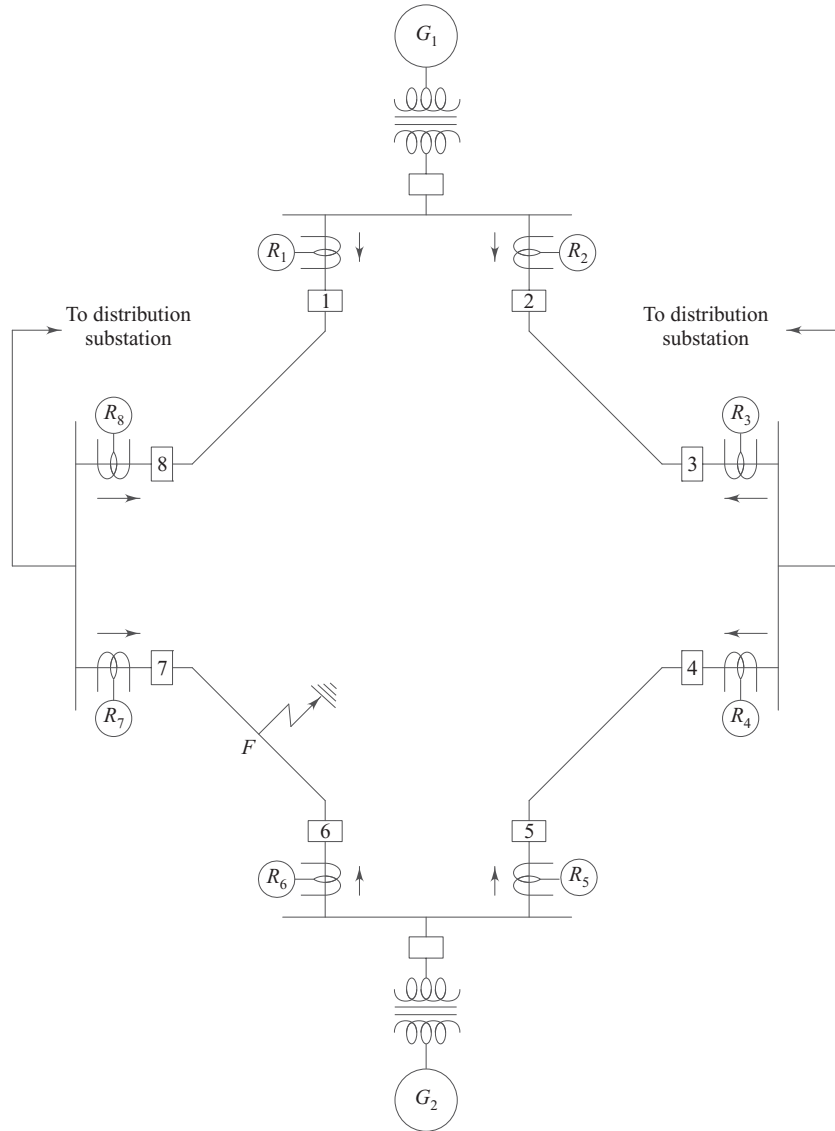 G1
R1
R2
1
2
To distribution
substation
To distribution
substation
R8
R3
8
3
7
4
R7
R4
F
6
5
R6
R5
G2